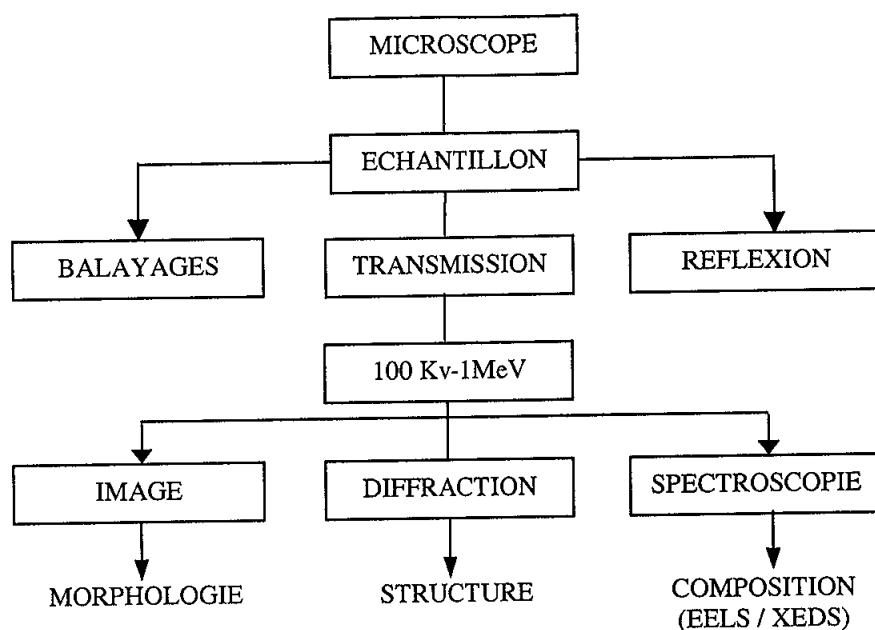 MICROSCOPE
ECHANTILLON
BALAYAGES
TRANSMISSION
REFLEXION
100 Kv-1MeV
IMAGE
DIFFRACTION
SPECTROSCOPIE
MORPHOLOGIE
STRUCTURE
COMPOSITION
(EELS / XEDS)